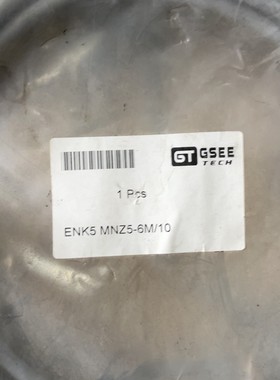 GT GSEE
TECH
1 Pcs
ENK5 MNZ5-6M/10